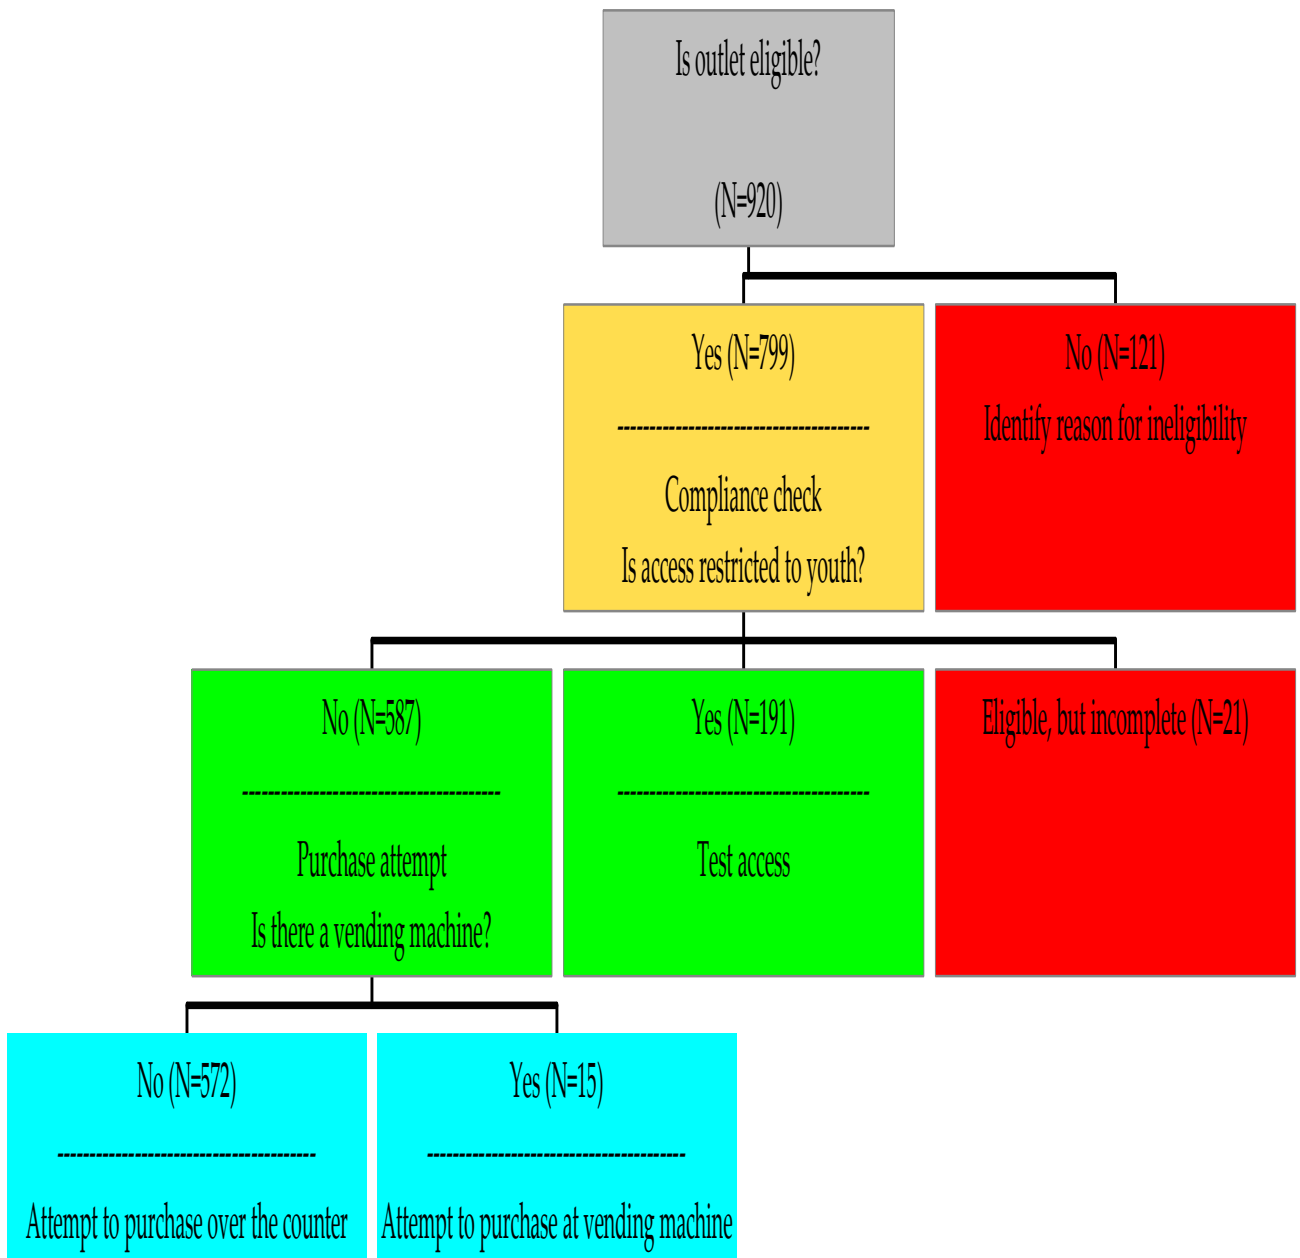 Is outlet eligible?
(N=920)
Yes (N=799)
---------------------------------------
Compliance check
Is access restricted to youth?
No (N=121)
Identify reason for ineligibility
No (N=587)
----------------------------------------
Purchase attempt
Is there a vending machine?
Yes (N=191)
---------------------------------------
Test access
Eligible, but incomplete (N=21)
No (N=572)
----------------------------------------
Attempt to purchase over the counter
Yes (N=15)
----------------------------------------
Attempt to purchase at vending machine